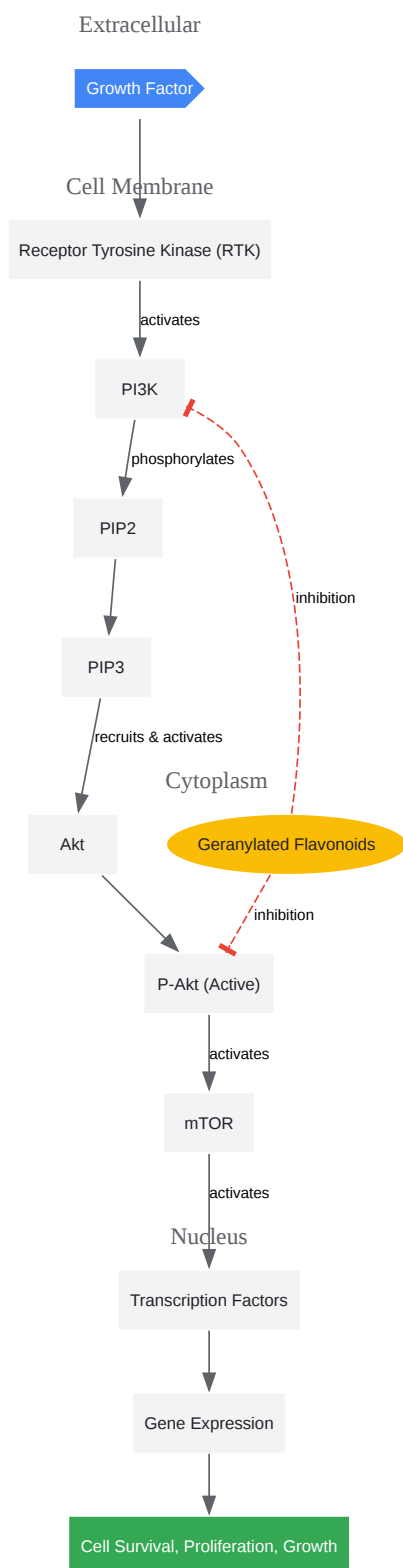 Extracellular
Growth Factor
Cell Membrane
Receptor Tyrosine Kinase (RTK)
activates
PI3K
phosphorylates
PIP2
inhibition
PIP3
recruits & activates
Cytoplasm
Akt
Geranylated Flavonoids
inhibition
P-Akt (Active)
activates
mTOR
activates
Nucleus
Transcription Factors
Gene Expression
Cell Survival, Proliferation, Growth